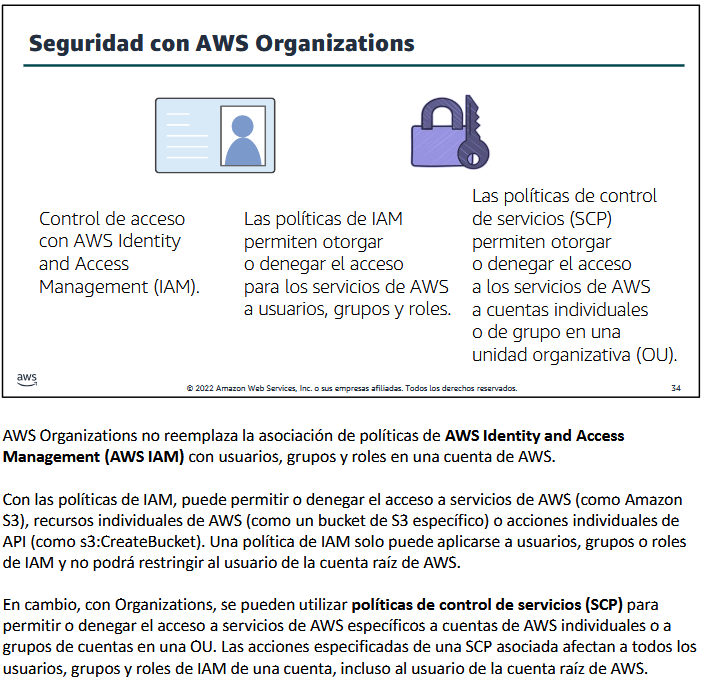 Seguridad con AWS Organizations
Control de acceso
con AWS Identity
and Access
Management (IAM).
Las políticas de IAM
permiten otorgar
o denegar el acceso
para los servicios de AWS
a usuarios, grupos y roles.
Las políticas de control
de servicios (SCP)
permiten otorgar
o denegar el acceso
a los servicios de AWS
a cuentas individuales
o de grupo en una
unidad organizativa (OU).
aws
© 2022 Amazon Web Services, Inc. o sus empresas afiliadas. Todos los derechos reservados.
34
AWS Organizations no reemplaza la asociación de políticas de AWS Identity and Access
Management (AWS IAM) con usuarios, grupos y roles en una cuenta de AWS.
Con las políticas de IAM, puede permitir o denegar el acceso a servicios de AWS (como Amazon
S3), recursos individuales de AWS (como un bucket de S3 específico) o acciones individuales de
API (como s3:CreateBucket). Una política de IAM solo puede aplicarse a usuarios, grupos o roles
de IAM y no podrá restringir al usuario de la cuenta raíz de AWS.
En cambio, con Organizations, se pueden utilizar políticas de control de servicios (SCP) para
permitir o denegar el acceso a servicios de AWS específicos a cuentas de AWS individuales o a
grupos de cuentas en una OU. Las acciones especificadas de una SCP asociada afectan a todos los
usuarios, grupos y roles de IAM de una cuenta, incluso al usuario de la cuenta raíz de AWS.